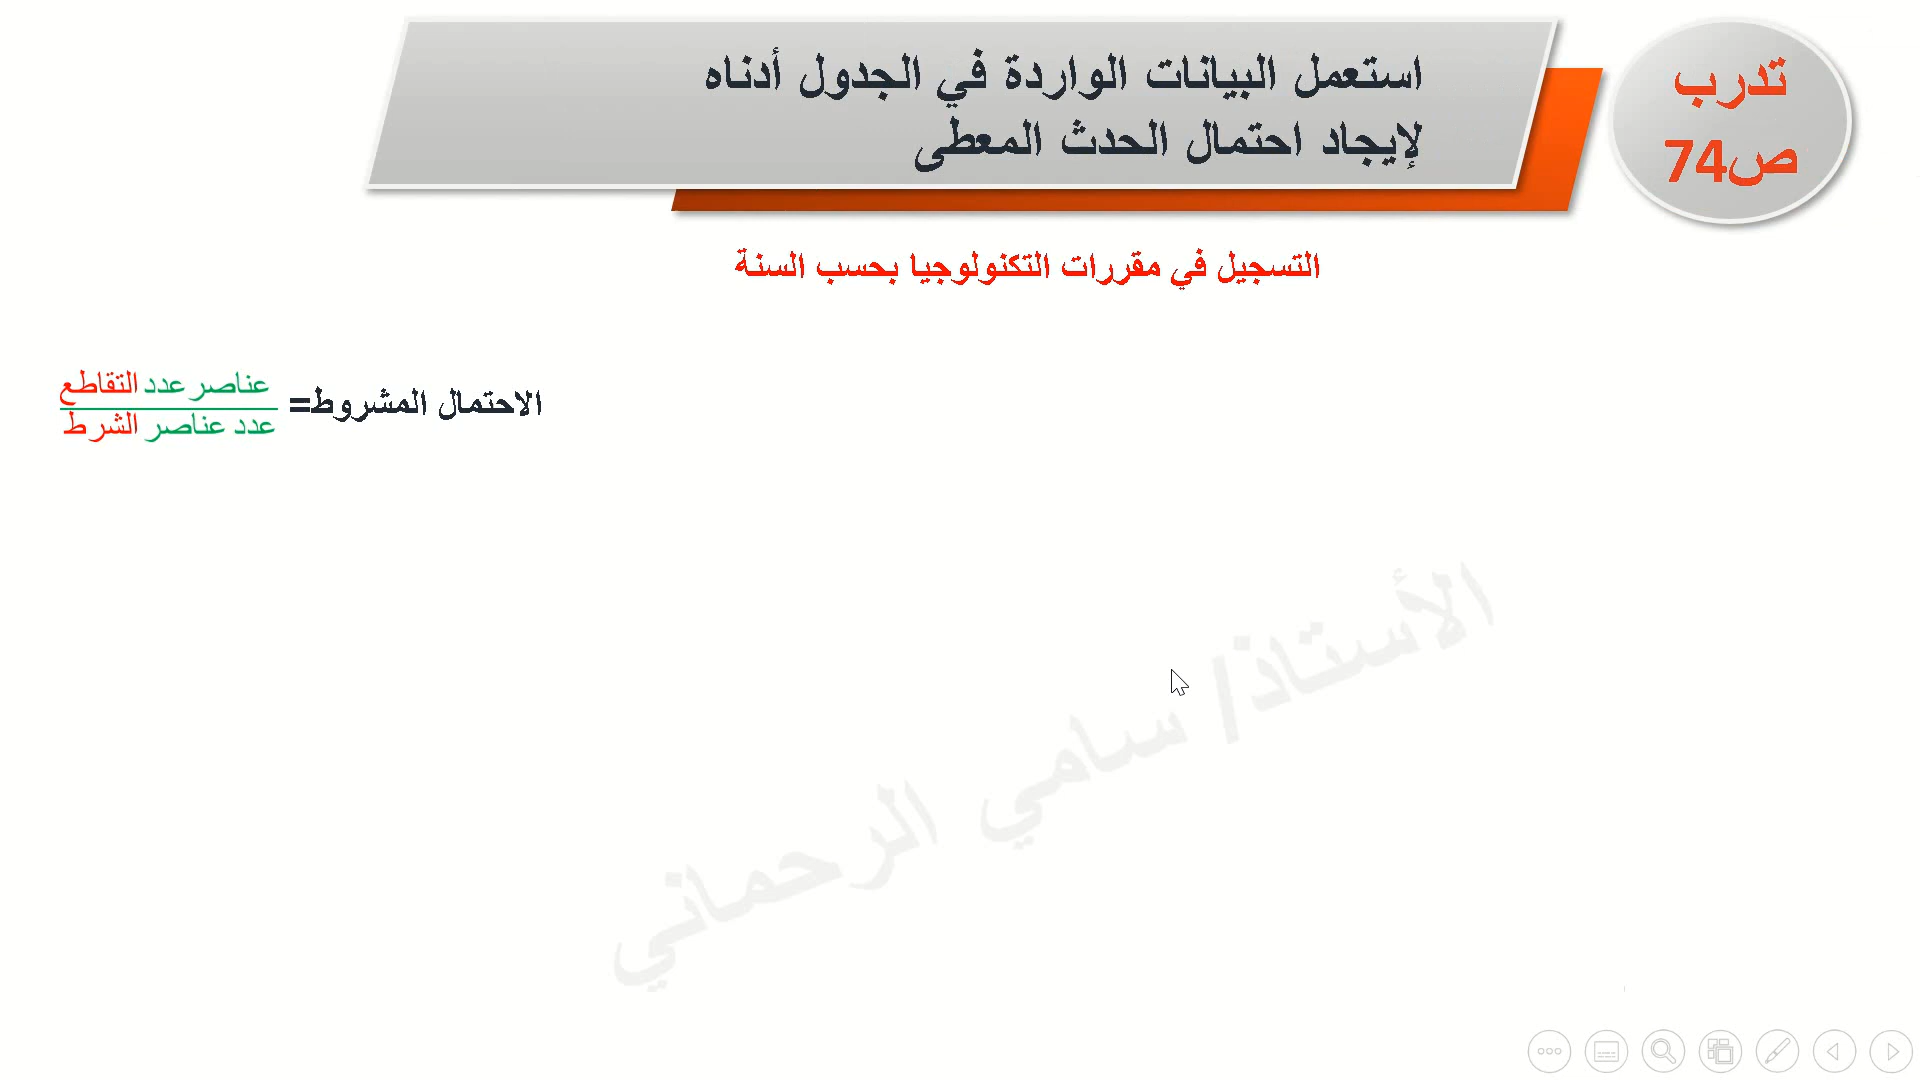 تدرب
ص74
استعمل البيانات الواردة في الجدول أدناه
لإيجاد احتمال الحدث المعطى
التسجيل في مقررات التكنولوجيا بحسب السنة
الاحتمال المشروط=
عناصر عدد التقاطع
عدد عناصر الشرط
الأستاذ/ سامي الرحماني